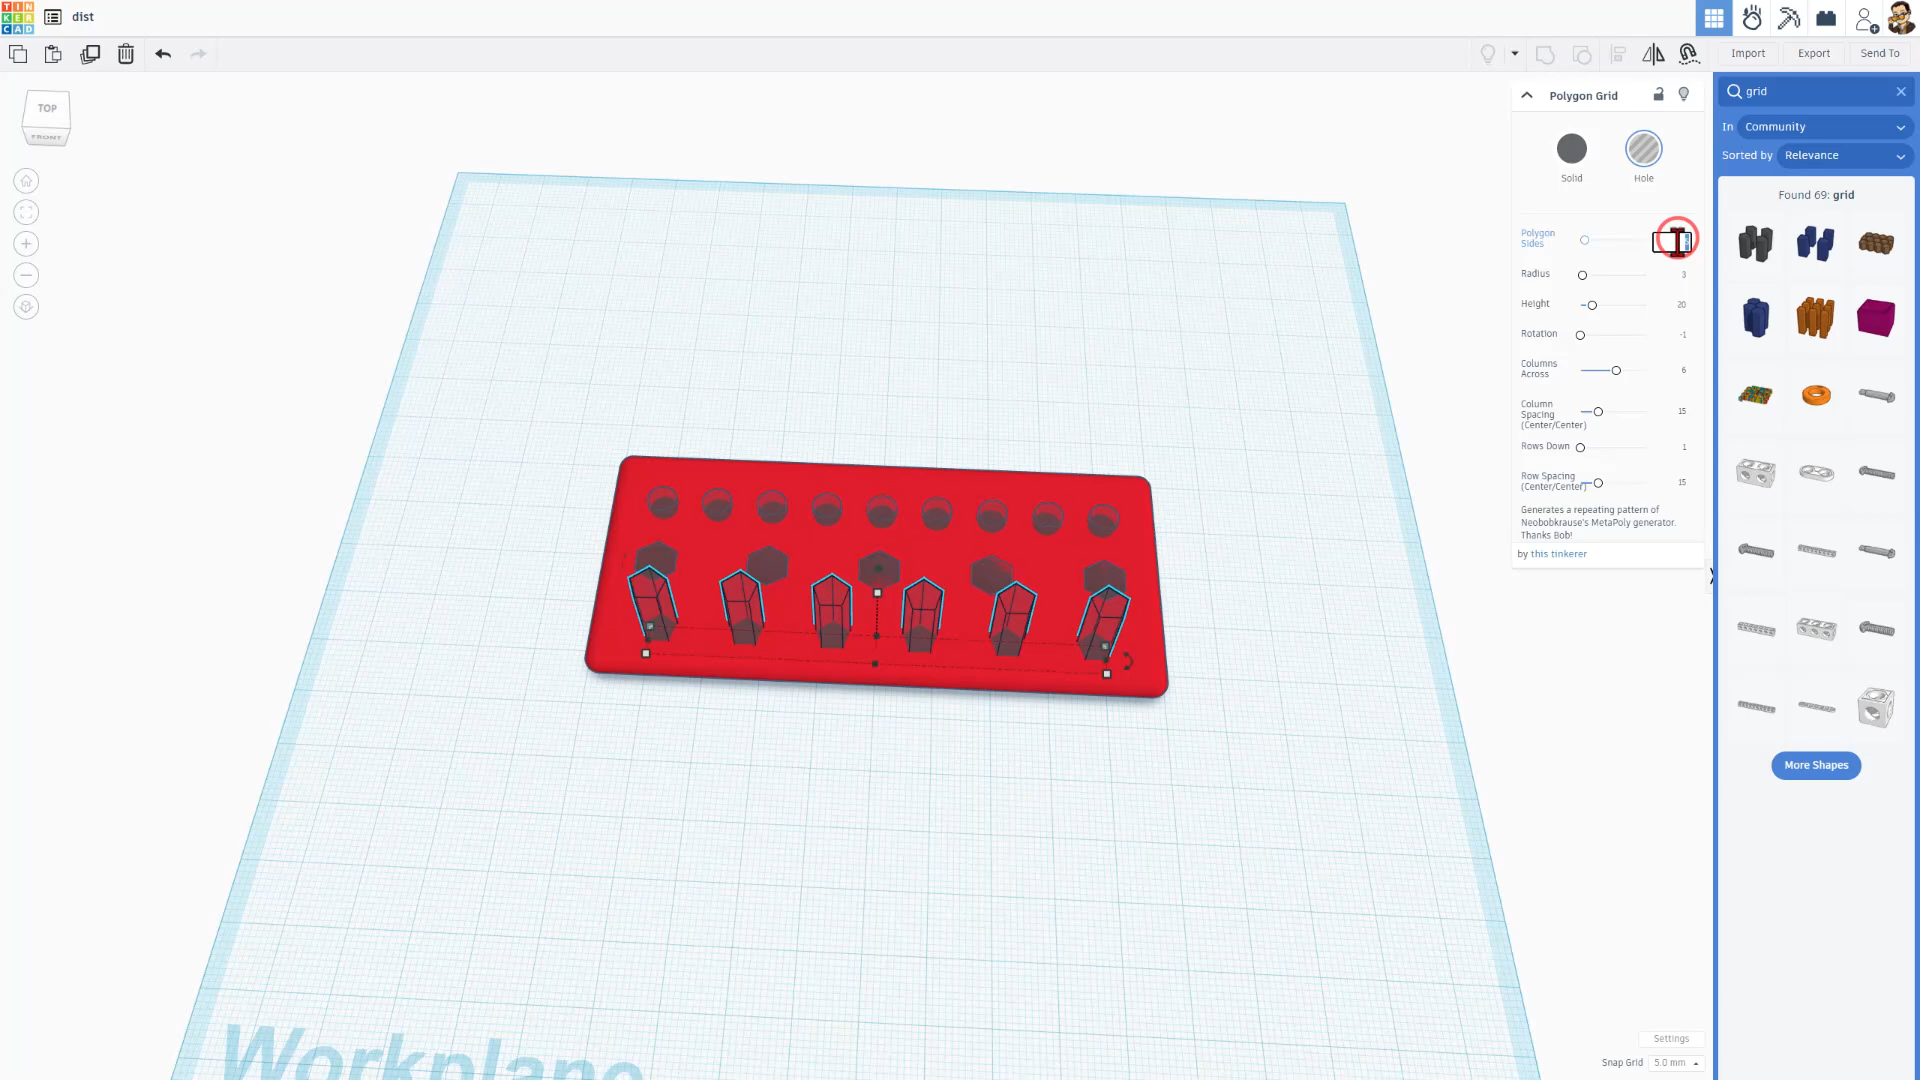 TIN
KER
CAD
dist
Import
Export
Send To
TOP
FRONT
Polygon Grid
Solid
Hole
Polygon
Sides
Radius
3
Height
20
Rotation
-1
Columns
Across
6
Column
Spacing
(Center/Center)
15
Rows Down
1
Row Spacing
(Center/Center)
15
Generates a repeating pattern of
Neobobkrause's MetaPoly generator.
Thanks Bob!
by this tinkerer
grid
In
Community
Sorted by
Relevance
Found 69: grid
More Shapes
Workplane
Settings
Snap Grid
5.0 mm